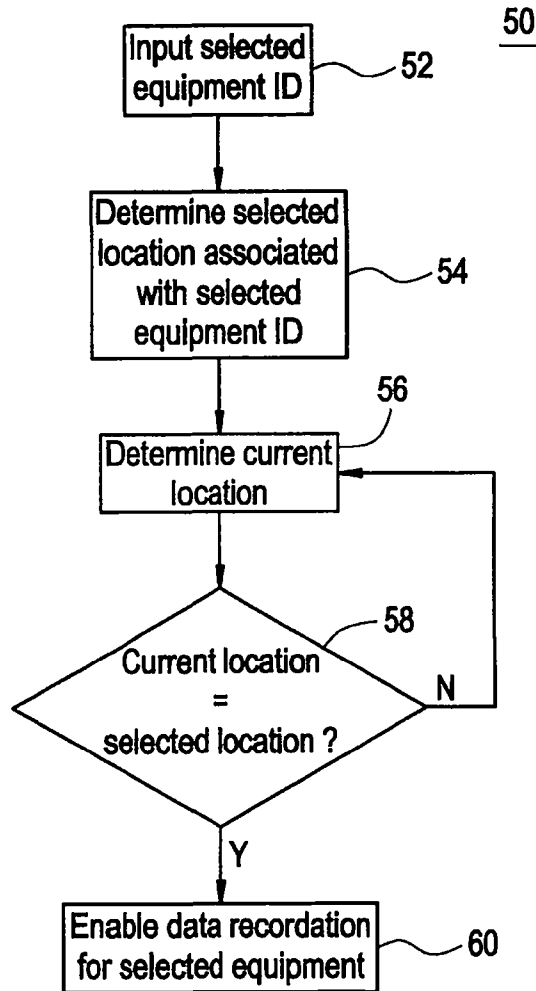 50
Input selected
equipment ID
52
Determine selected
location associated
with selected
equipment ID
54
56
Determine current
location
58
Current location
=
selected location ?
N
Y
Enable data recordation
for selected equipment
60